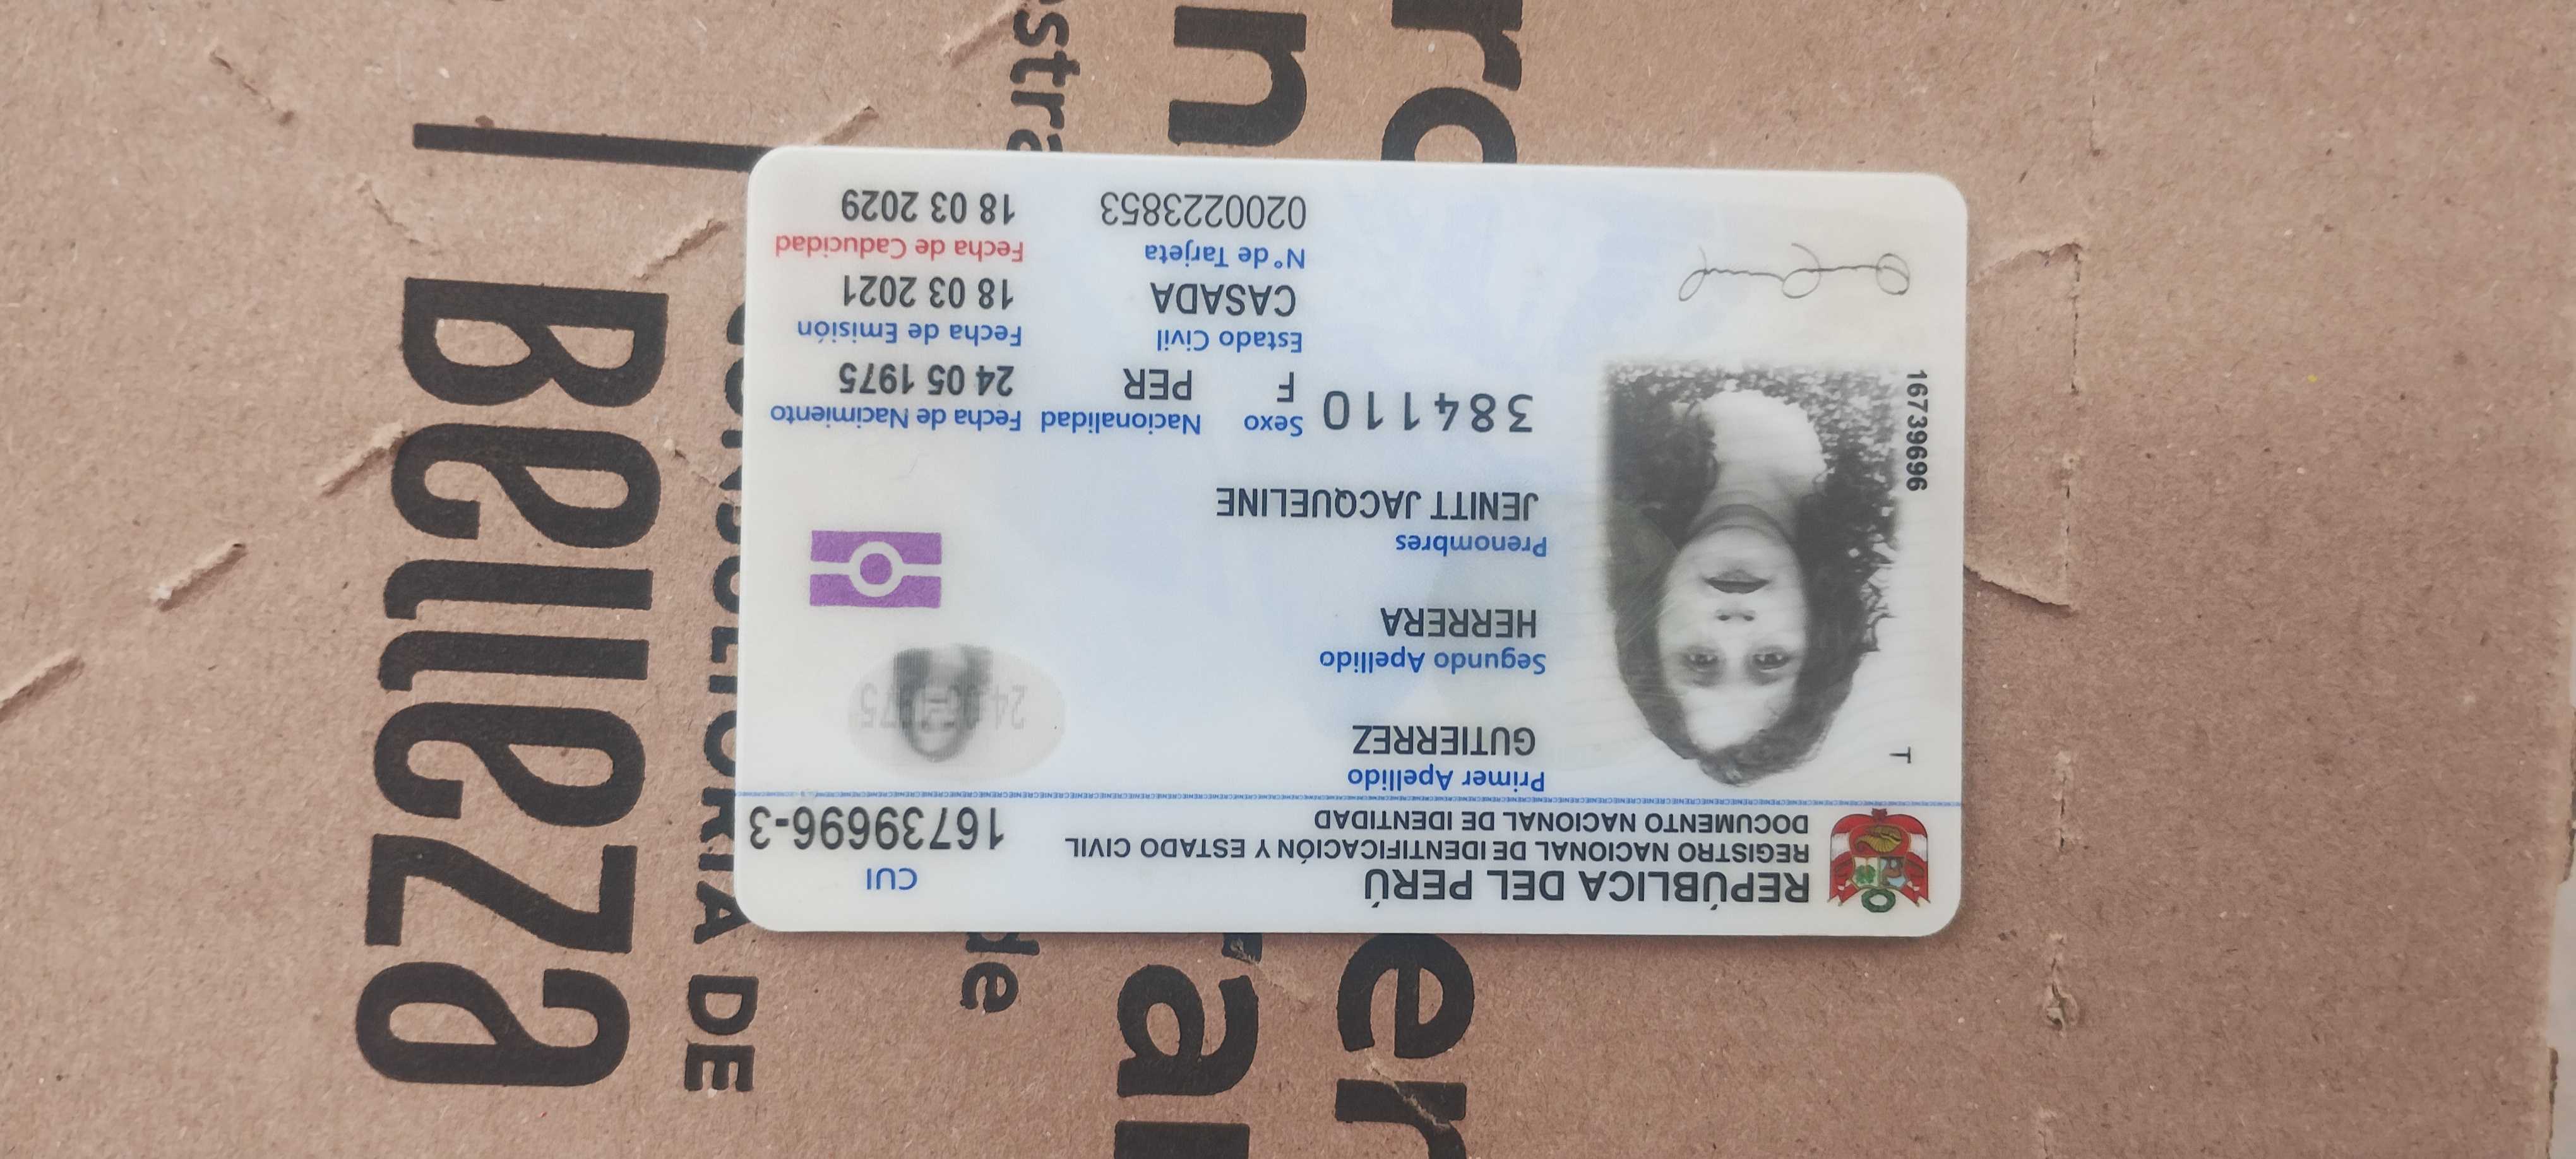 REPÚBLICA DEL PERÚ
REGISTRO NACIONAL DE IDENTIFICACIÓN Y ESTADO CIVIL
DOCUMENTO NACIONAL DE IDENTIDAD
CUI
16739696-3
Primer Apellido
GUTIERREZ
Segundo Apellido
HERRERA
Prenombres
JENITT JACQUELINE
384110
Sexo
F
Nacionalidad
PER
Fecha de Nacimiento
24 05 1975
Estado Civil
CASADA
Fecha de Emisión
18 03 2021
N° de Tarjeta
0200223853
Fecha de Caducidad
18 03 2029
T
16739696
Belleza
DE
de